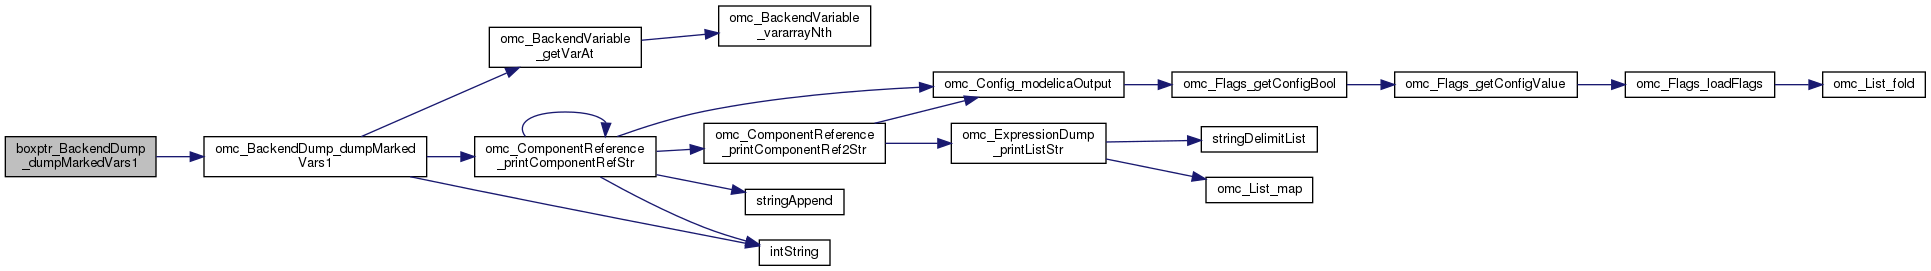 boxptr_BackendDump
_dumpMarkedVars1
omc_BackendDump_dumpMarked
Vars1
omc_BackendVariable
_getVarAt
omc_BackendVariable
_vararrayNth
omc_ComponentReference
_printComponentRefStr
omc_Config_modelicaOutput
omc_Flags_getConfigBool
omc_Flags_getConfigValue
omc_Flags_loadFlags
omc_List_fold
omc_ComponentReference
_printComponentRef2Str
omc_ExpressionDump
_printListStr
stringDelimitList
omc_List_map
stringAppend
intString